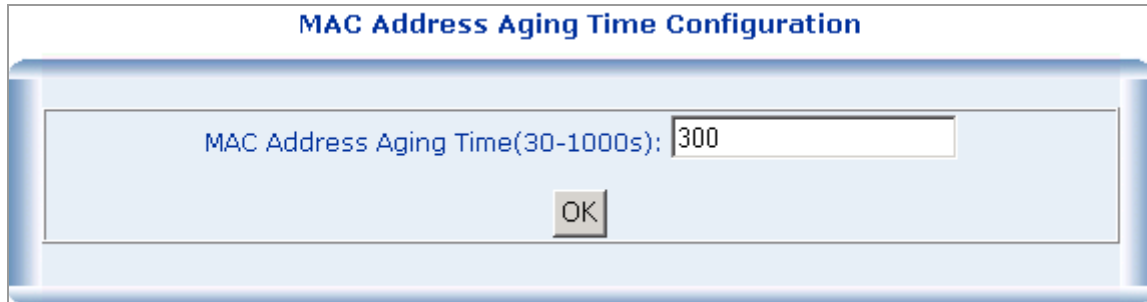 MAC Address Aging Time Configuration
MAC Address Aging Time(30-1000s): 300
OK